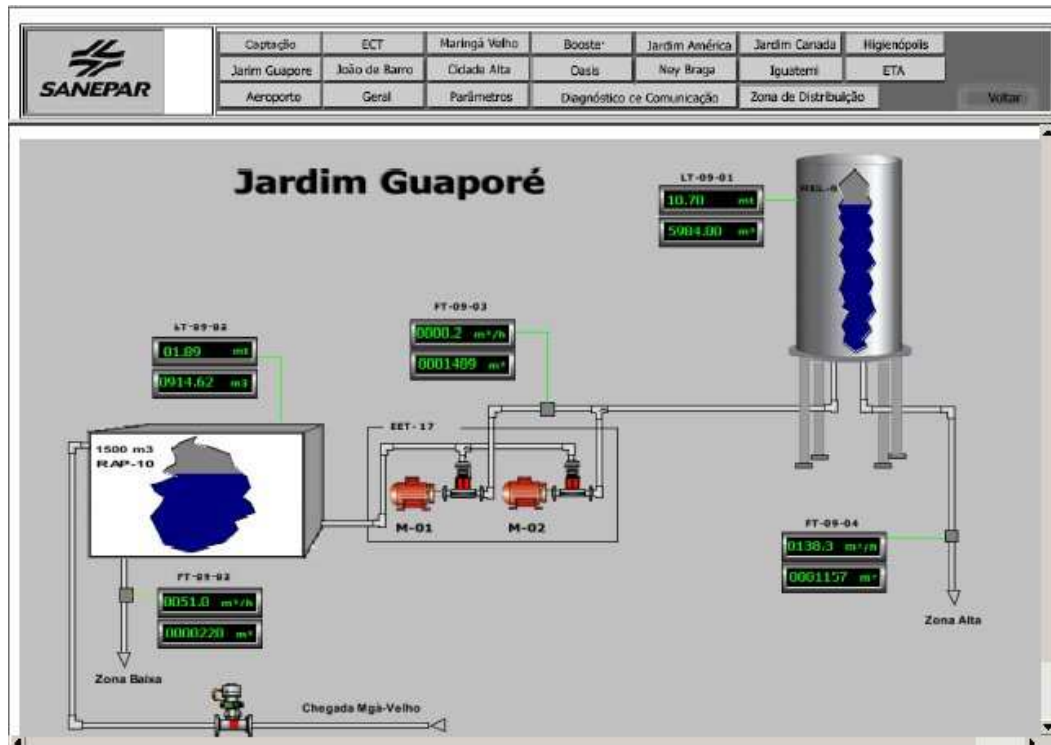 SANEPAR
Captação ECT Maringá Velho Booster Jardim América Jardim Canada Higienópolis
Jarim Guapore João de Barro Cidade Alta Oasis Ney Braga Iguatemi ETA
Aeroporto Geral Parâmetros Diagnóstico de Comunicação Zona de Distribuição Voltar
Jardim Guaporé
LT-09-01
10.70 mt
5984.00 m³
FT-09-03
0000.2 m³/h
0001489 m³
LT-09-02
01.89 mt
0914.62 m3
EET-17
1500 m3
RAP-10
M-01 M-02
FT-09-04
0138.3 m³/h
0001157 m³
FT-09-03
0051.0 m³/h
0000220 m³
Zona Alta
Zona Baixa
Chegada Mgá-Velho